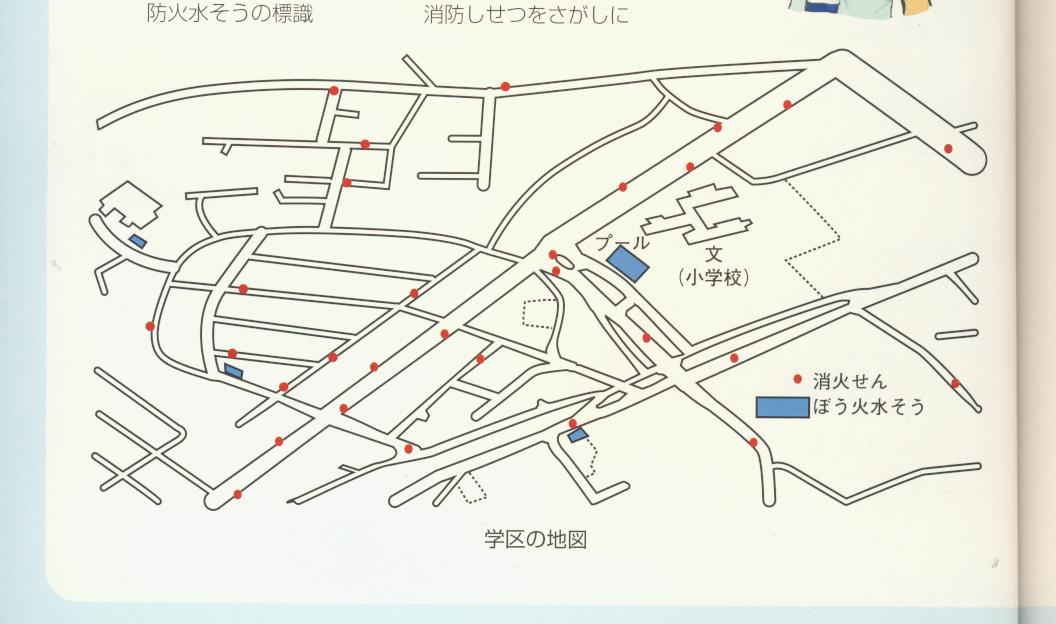 防火水そうの標識
消防しせつをさがしに
プール
文
(小学校)
消火せん
ぼう火水そう
学区の地図